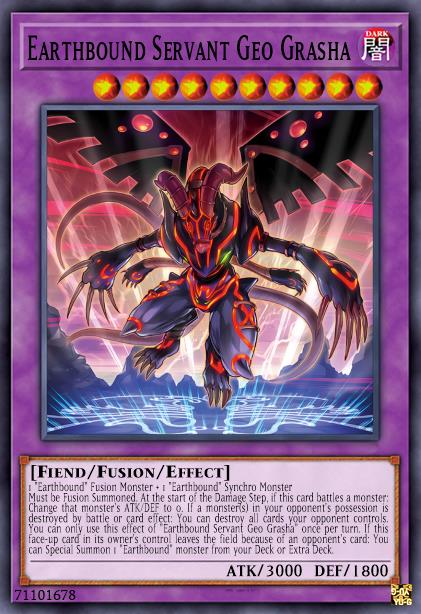 EARTHBOUND SERVANT GEO GRASHA
DARK
闇
[FIEND/FUSION/EFFECT]
1 "Earthbound" Fusion Monster + 1 "Earthbound" Synchro Monster
Must be Fusion Summoned. At the start of the Damage Step, if this card battles a monster:
Change that monster's ATK/DEF to 0. If a monster(s) in your opponent's possession is
destroyed by battle or card effect: You can destroy all cards your opponent controls.
You can only use this effect of "Earthbound Servant Geo Grasha" once per turn. If this
face-up card in its owner's control leaves the field because of an opponent's card: You
can Special Summon 1 "Earthbound" monster from your Deck or Extra Deck.
ATK/3000 DEF/1800
71101678